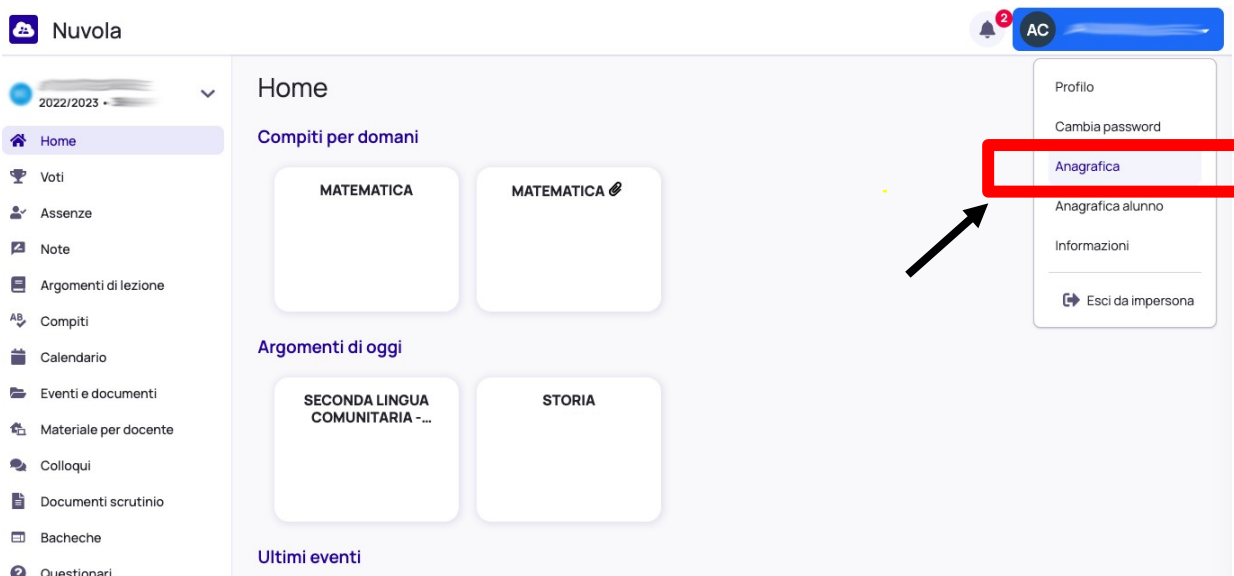 Nuvola
2
AC
2022/2023 •
Home
Voti
Assenze
Note
Argomenti di lezione
Compiti
Calendario
Eventi e documenti
Materiale per docente
Colloqui
Documenti scrutinio
Bacheche
Questionari
Home
Compiti per domani
MATEMATICA
MATEMATICA
Argomenti di oggi
SECONDA LINGUA
COMUNITARIA -...
STORIA
Ultimi eventi
Profilo
Cambia password
Anagrafica
Anagrafica alunno
Informazioni
Esci da impersona